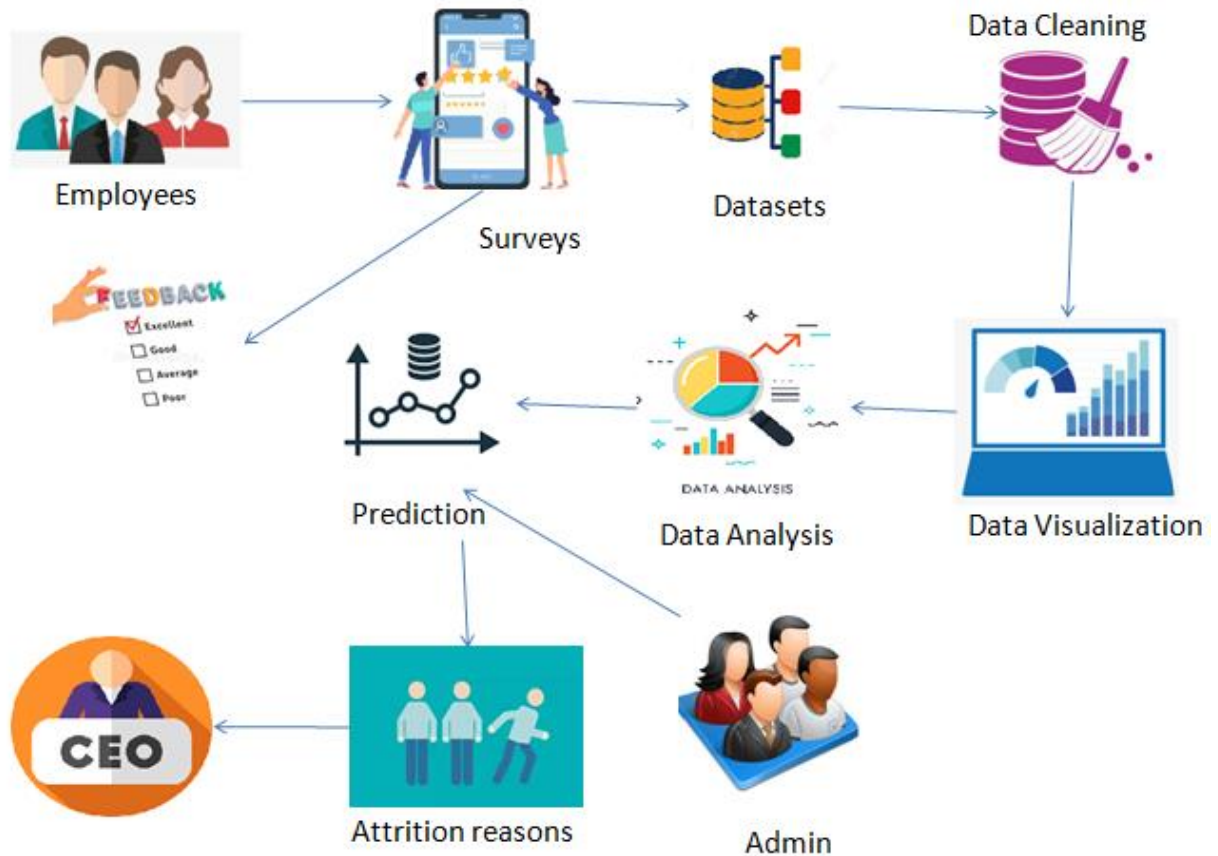 Data Cleaning
Employees
Surveys
Datasets
FEEDBACK
Excellent
Good
Average
Poor
DATA ANALYSIS
Prediction
Data Analysis
Data Visualization
CEO
Attrition reasons
Admin